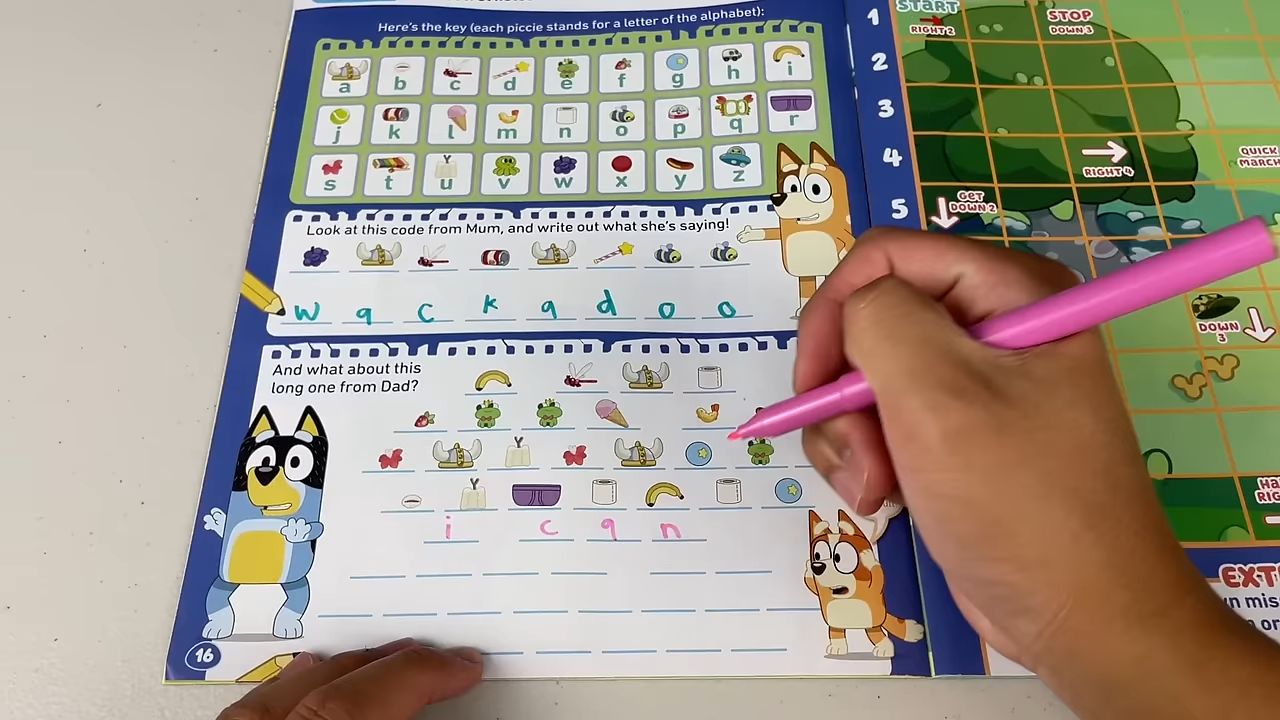 Here's the key (each piccie stands for a letter of the alphabet):
a b c d e f g h i
j k l m n o p q r
s t u v w x y z
Look at this code from Mum, and write out what she's saying!
w a c k a d o o
And what about this
long one from Dad?
i c a n
16
1
2
3
4
5
START
RIGHT 2
STOP
DOWN 3
RIGHT 4
QUICK
MARCH
GET
DOWN 2
DOWN
3